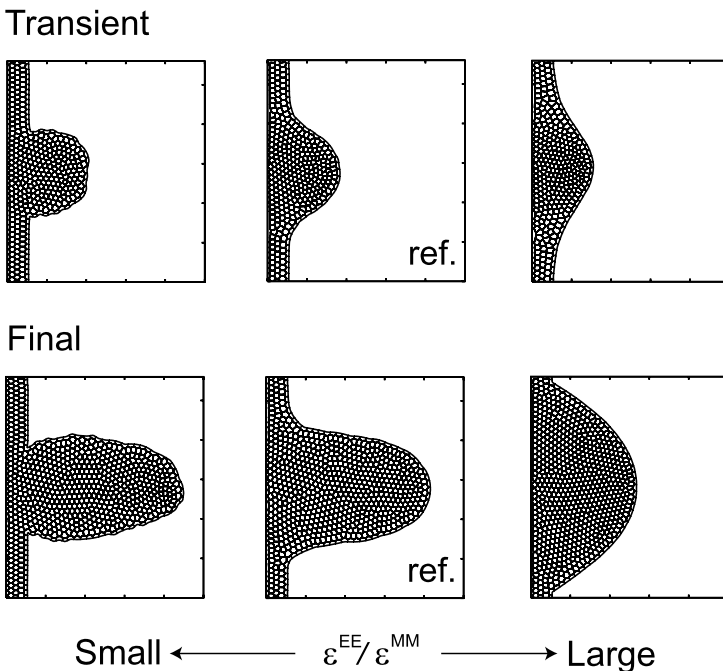 Transient
ref.
Final
ref.
Small ε^EE/ε^MM Large